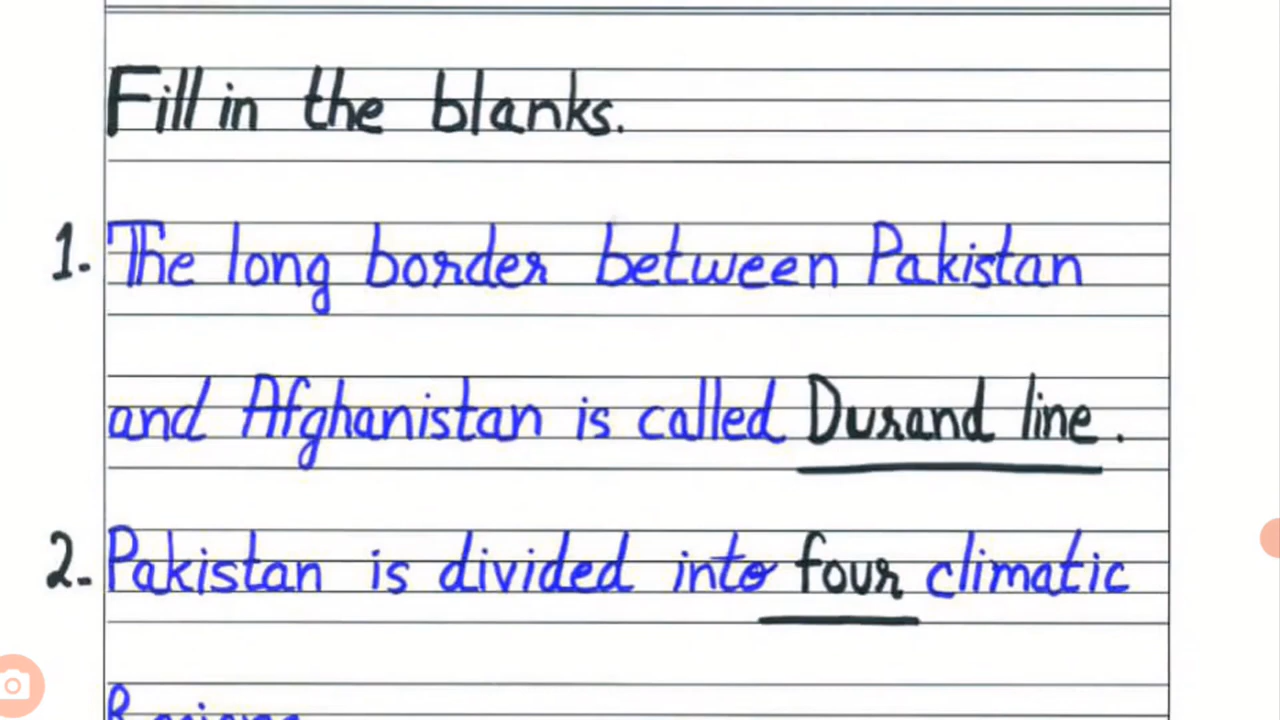 Fill in the blanks.
1. The long border between Pakistan
and Afghanistan is called Durand line.
2. Pakistan is divided into four climatic
Regions